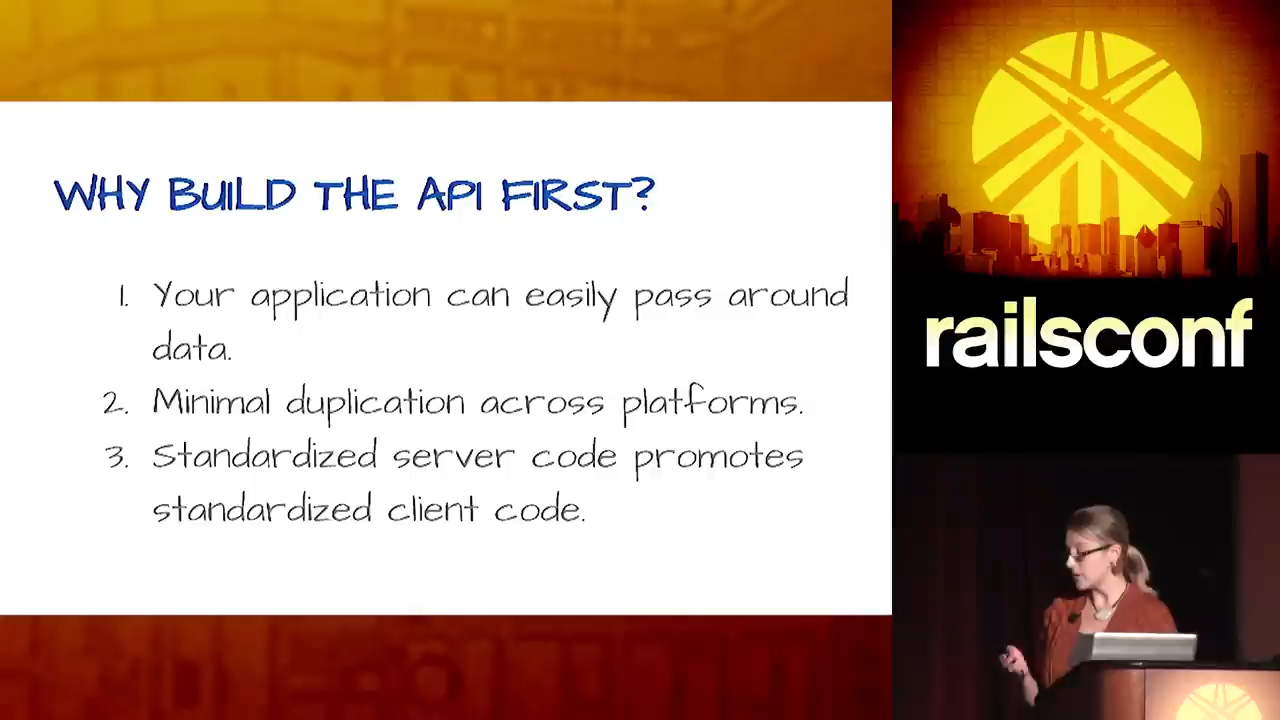 WHY BUILD THE API FIRST?
1. Your application can easily pass around
data.
2. Minimal duplication across platforms.
3. Standardized server code promotes
standardized client code.
railsconf